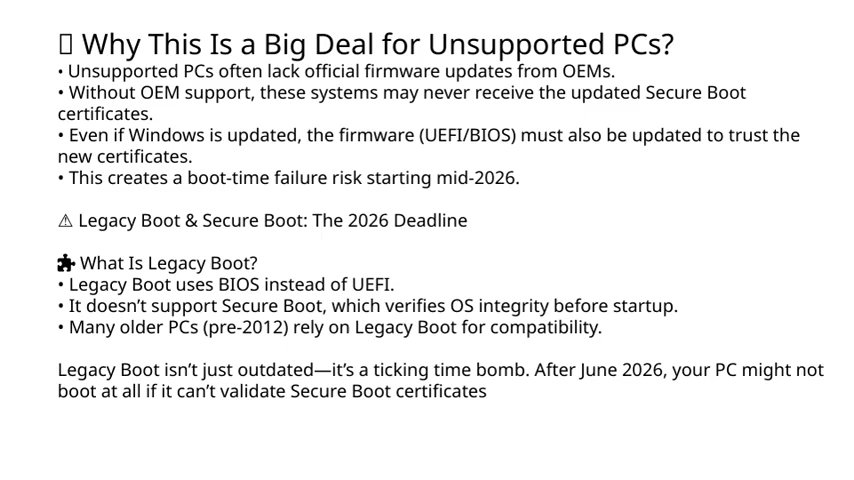 Why This Is a Big Deal for Unsupported PCs?
• Unsupported PCs often lack official firmware updates from OEMs.
• Without OEM support, these systems may never receive the updated Secure Boot
certificates.
• Even if Windows is updated, the firmware (UEFI/BIOS) must also be updated to trust the
new certificates.
• This creates a boot-time failure risk starting mid-2026.
⚠ Legacy Boot & Secure Boot: The 2026 Deadline
🧩 What Is Legacy Boot?
• Legacy Boot uses BIOS instead of UEFI.
• It doesn’t support Secure Boot, which verifies OS integrity before startup.
• Many older PCs (pre-2012) rely on Legacy Boot for compatibility.
Legacy Boot isn’t just outdated—it’s a ticking time bomb. After June 2026, your PC might not
boot at all if it can’t validate Secure Boot certificates